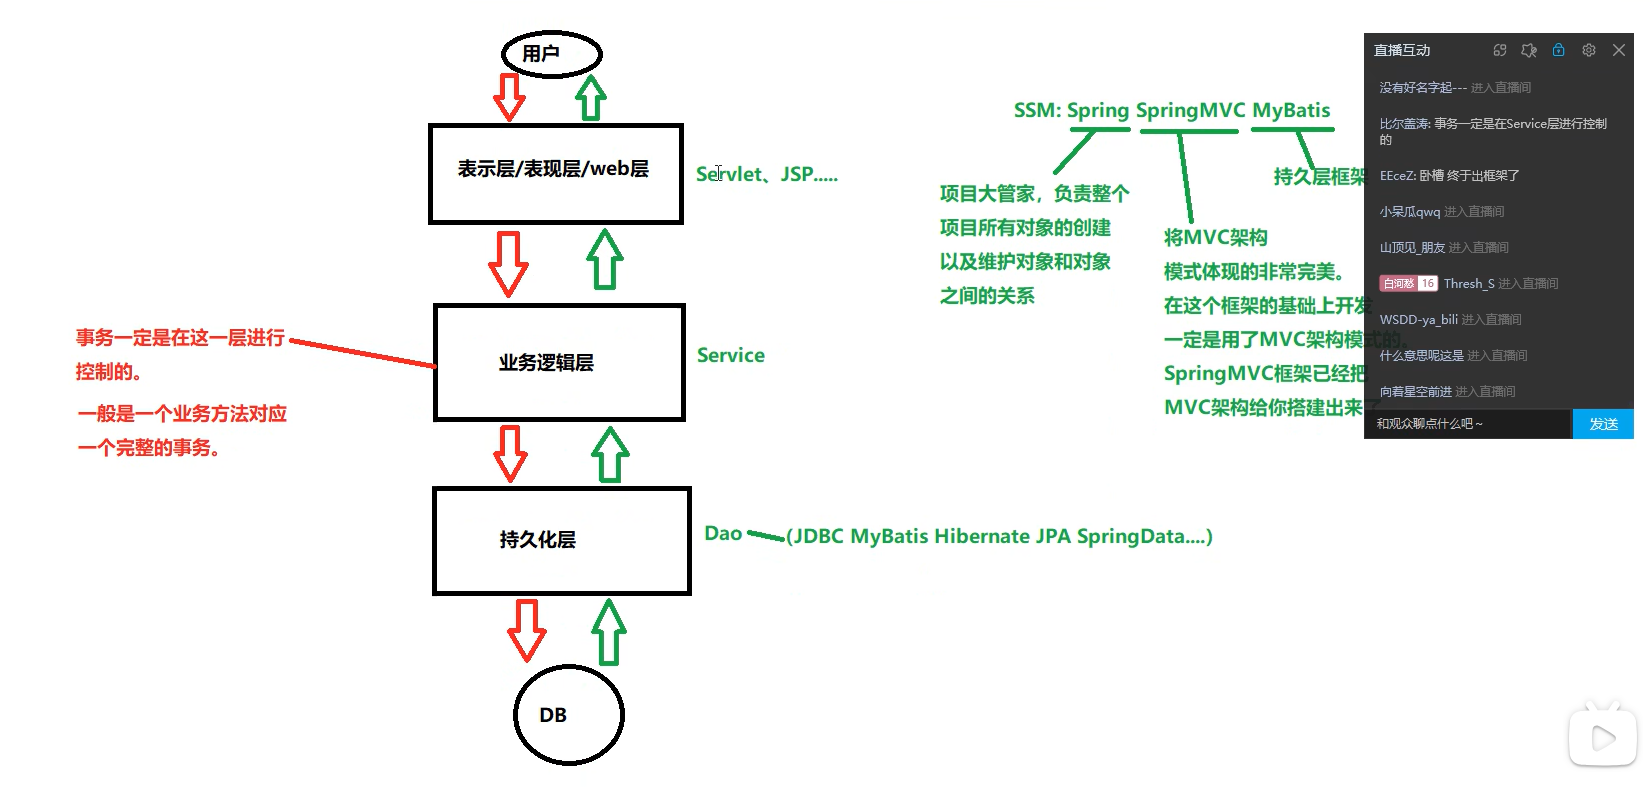 用户
表示层/表现层/web层
Servlet、JSP.....
业务逻辑层
Service
事务一定是在这一层进行
控制的。
一般是一个业务方法对应
一个完整的事务。
持久化层
Dao
(JDBC MyBatis Hibernate JPA SpringData....)
DB
SSM: Spring SpringMVC MyBatis
项目大管家，负责整个
项目所有对象的创建
以及维护对象和对象
之间的关系
将MVC架构
模式体现的非常完美。
在这个框架的基础上开发
一定是用了MVC架构模式的。
SpringMVC框架已经把
MVC架构给你搭建出来了
持久层框架
直播互动
没有好名字起--- 进入直播间
比尔盖涛: 事务一定是在Service层进行控制
的
EEceZ: 卧槽 终于出框架了
小呆瓜qwq 进入直播间
山顶见_朋友 进入直播间
白河愁 16 Thresh_S 进入直播间
WSDD-ya_bili 进入直播间
什么意思呢这是 进入直播间
向着星空前进 进入直播间
和观众聊点什么吧～
发送